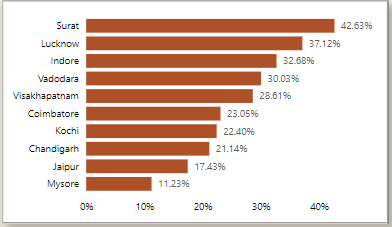 Surat 42.63%
Lucknow 37.12%
Indore 32.68%
Vadodara 30.03%
Visakhapatnam 28.61%
Coimbatore 23.05%
Kochi 22.40%
Chandigarh 21.14%
Jaipur 17.43%
Mysore 11.23%
0% 10% 20% 30% 40%